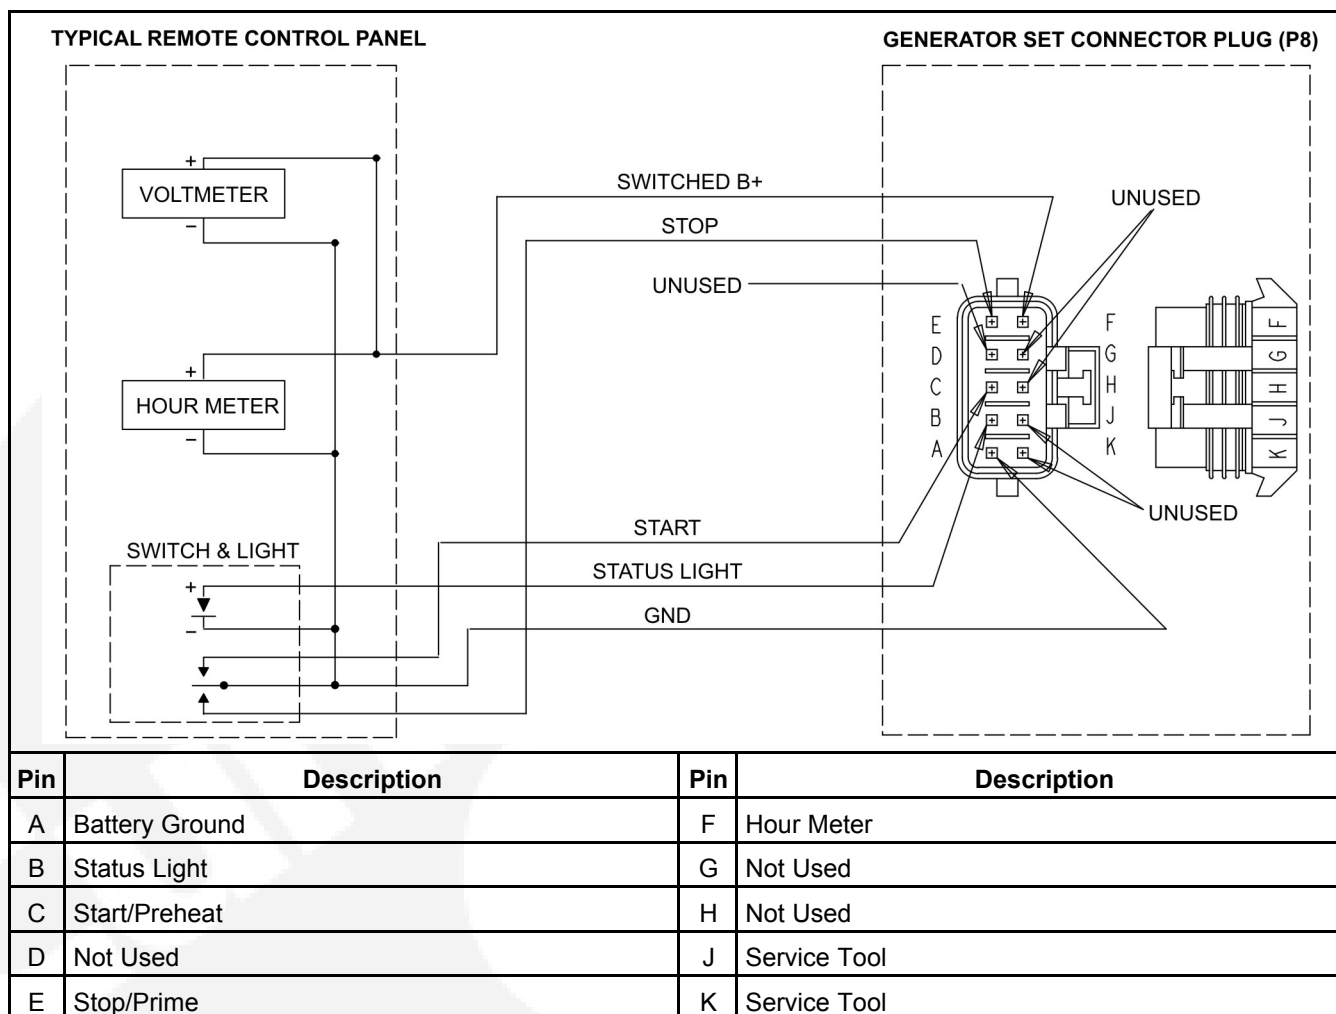 TYPICAL REMOTE CONTROL PANEL
GENERATOR SET CONNECTOR PLUG (P8)
+
VOLTMETER
−
SWITCHED B+
UNUSED
STOP
UNUSED
E F
D G
C H
B J
A K
F
G
H
J
K
+
HOUR METER
−
UNUSED
START
SWITCH & LIGHT
STATUS LIGHT
+
−
GND
Pin Description Pin Description
A Battery Ground F Hour Meter
B Status Light G Not Used
C Start/Preheat H Not Used
D Not Used J Service Tool
E Stop/Prime K Service Tool